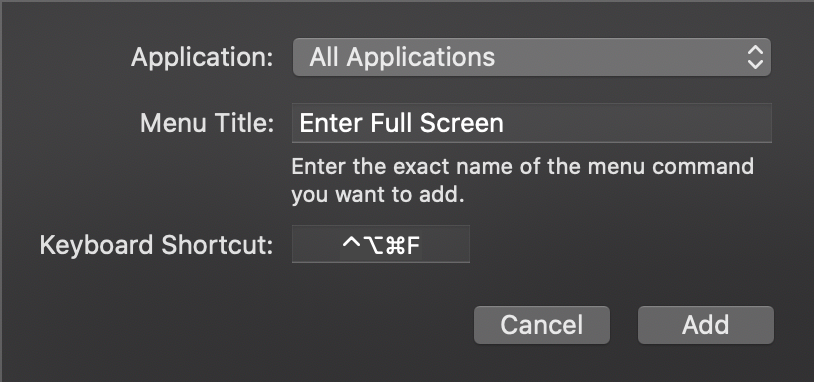 Application: All Applications
Menu Title: Enter Full Screen
Enter the exact name of the menu command
you want to add.
Keyboard Shortcut: ^⌥⌘F
Cancel Add